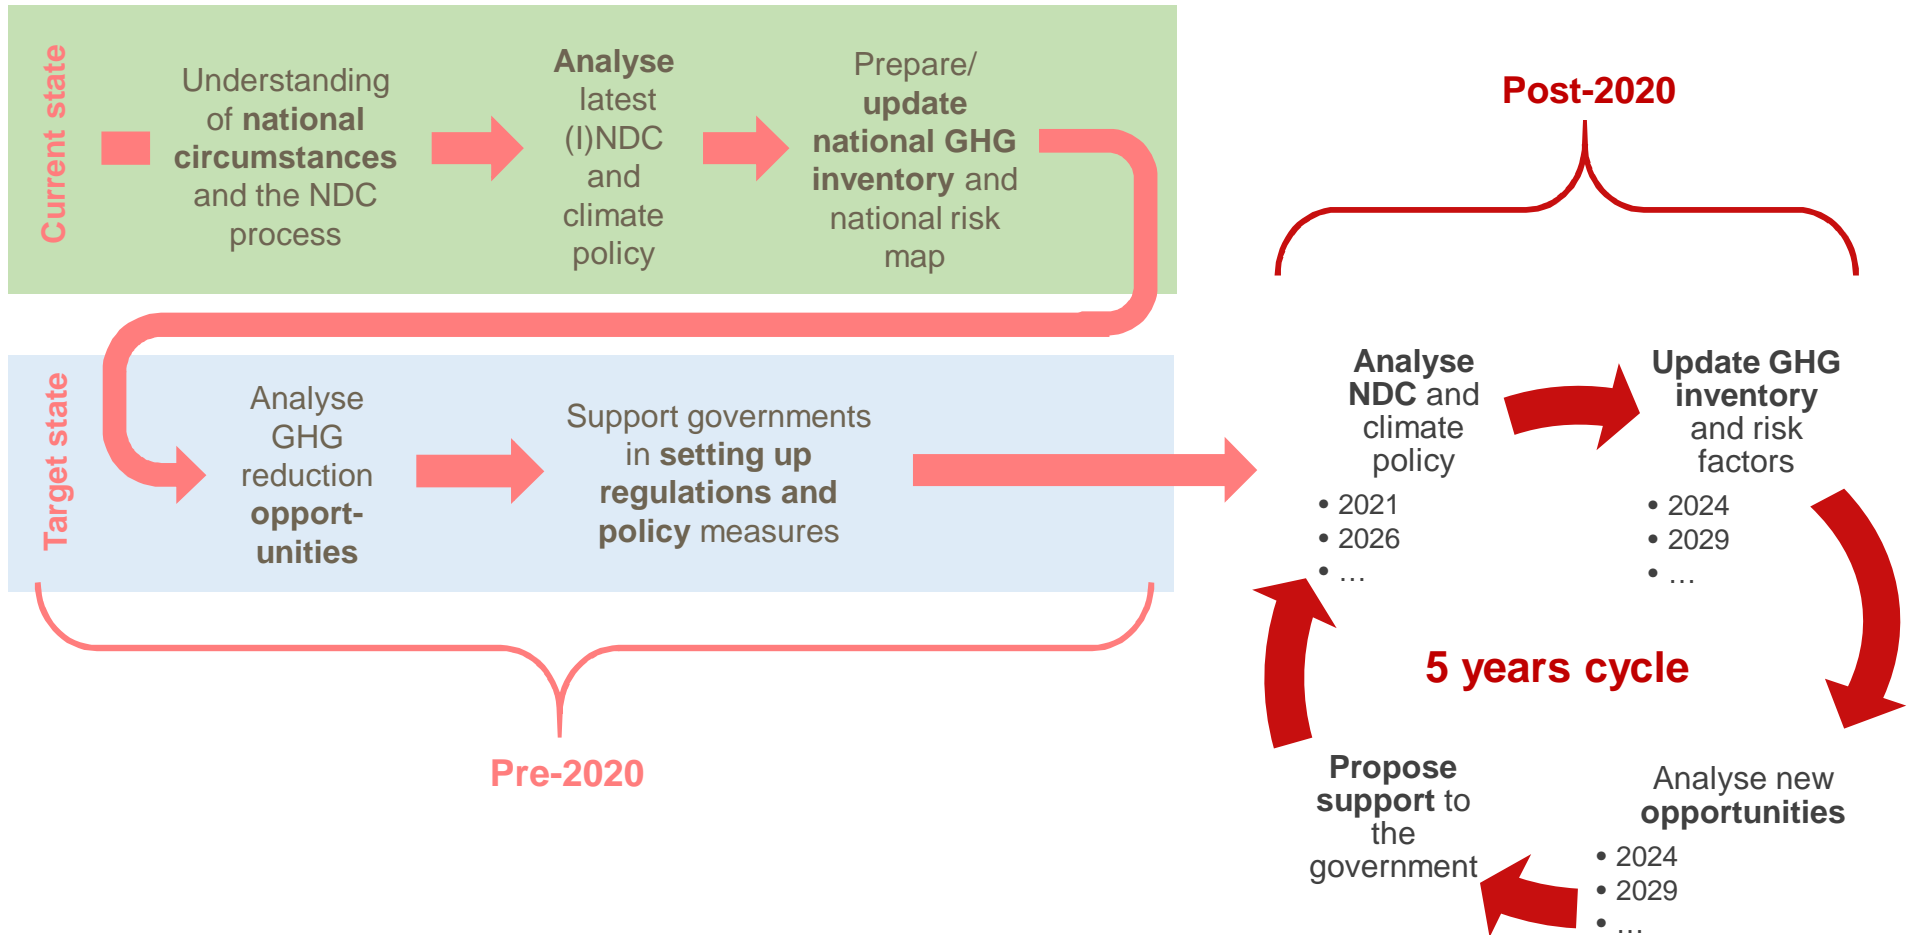 Current state
Understanding
of national
circumstances
and the NDC
process
Analyse
latest
(I)NDC
and
climate
policy
Prepare/
update
national GHG
inventory and
national risk
map
Target state
Analyse
GHG
reduction
opport-
unities
Support governments
in setting up
regulations and
policy measures
Pre-2020
Post-2020
Analyse
NDC and
climate
policy
• 2021
• 2026
• …
Update GHG
inventory
and risk
factors
• 2024
• 2029
• …
5 years cycle
Analyse new
opportunities
• 2024
• 2029
• …
Propose
support to
the
government